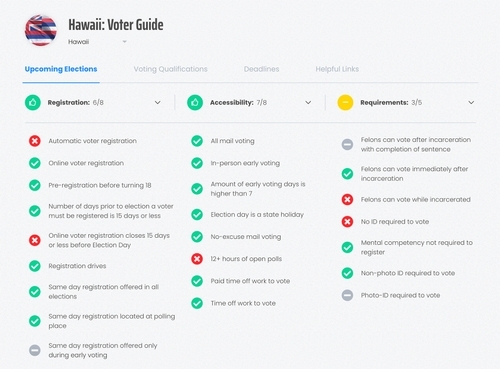 Hawaii: Voter Guide
Hawaii
Upcoming Elections
Voting Qualifications
Deadlines
Helpful Links
Registration: 6/8
Automatic voter registration
Online voter registration
Pre-registration before turning 18
Number of days prior to election a voter
must be registered is 15 days or less
Online voter registration closes 15 days
or less before Election Day
Registration drives
Same day registration offered in all
elections
Same day registration located at polling
place
Same day registration offered only
during early voting
Accessibility: 7/8
All mail voting
In-person early voting
Amount of early voting days is
higher than 7
Election day is a state holiday
No-excuse mail voting
12+ hours of open polls
Paid time off work to vote
Time off work to vote
Requirements: 3/5
Felons can vote after incarceration
with completion of sentence
Felons can vote immediately after
incarceration
Felons can vote while incarcerated
No ID required to vote
Mental competency not required to
register
Non-photo ID required to vote
Photo-ID required to vote